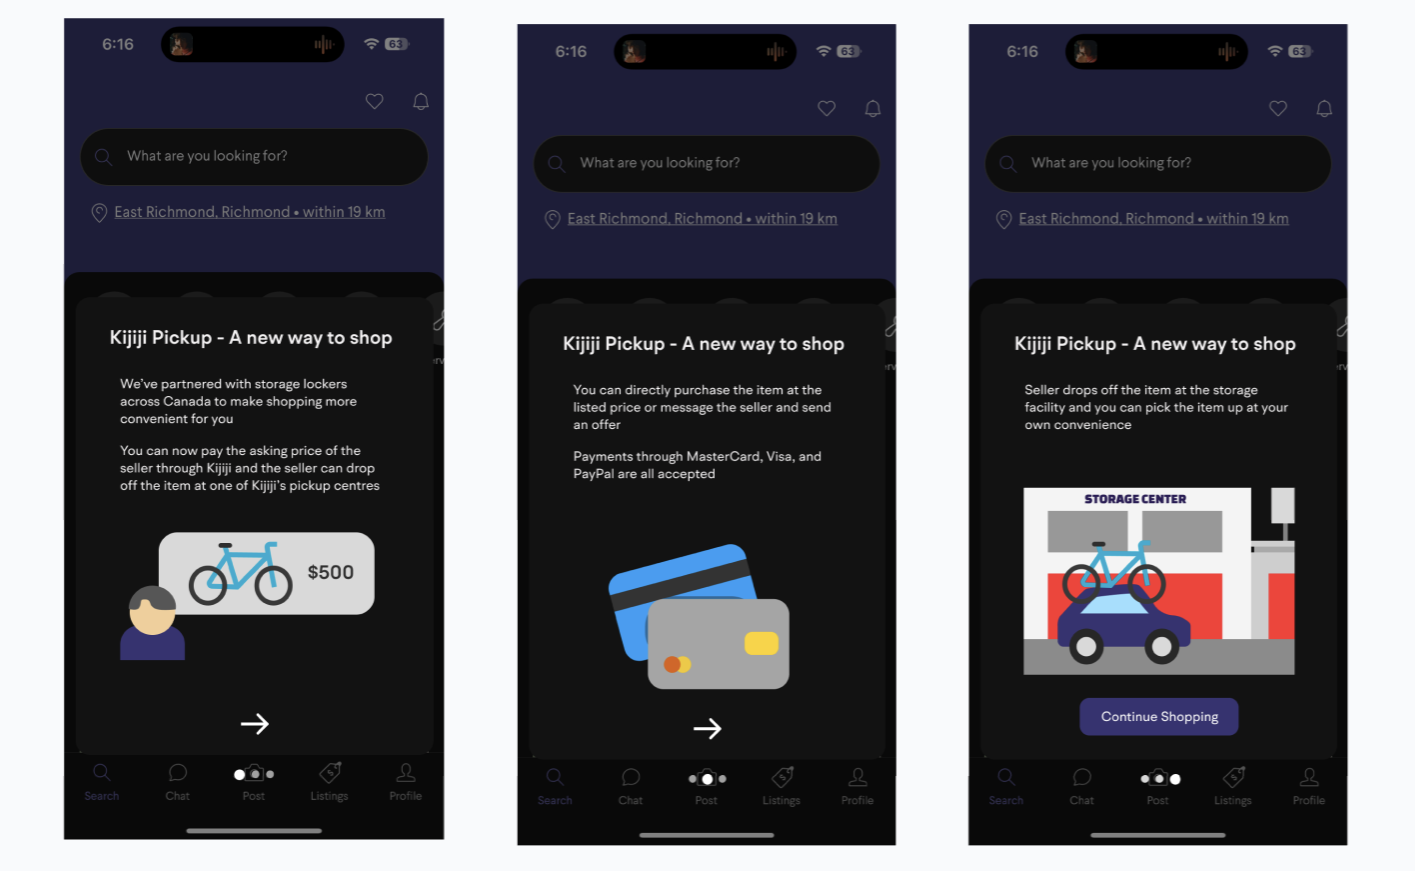 6:16
63
What are you looking for?
East Richmond, Richmond • within 19 km
Kijiji Pickup - A new way to shop
We've partnered with storage lockers
across Canada to make shopping more
convenient for you
You can now pay the asking price of the
seller through Kijiji and the seller can drop
off the item at one of Kijiji's pickup centres
$500
Search
Chat
Post
Listings
Profile
6:16
63
What are you looking for?
East Richmond, Richmond • within 19 km
Kijiji Pickup - A new way to shop
You can directly purchase the item at the
listed price or message the seller and send
an offer
Payments through MasterCard, Visa, and
PayPal are all accepted
Search
Chat
Post
Listings
Profile
6:16
63
What are you looking for?
East Richmond, Richmond • within 19 km
Kijiji Pickup - A new way to shop
Seller drops off the item at the storage
facility and you can pick the item up at your
own convenience
STORAGE CENTER
Continue Shopping
Search
Chat
Post
Listings
Profile